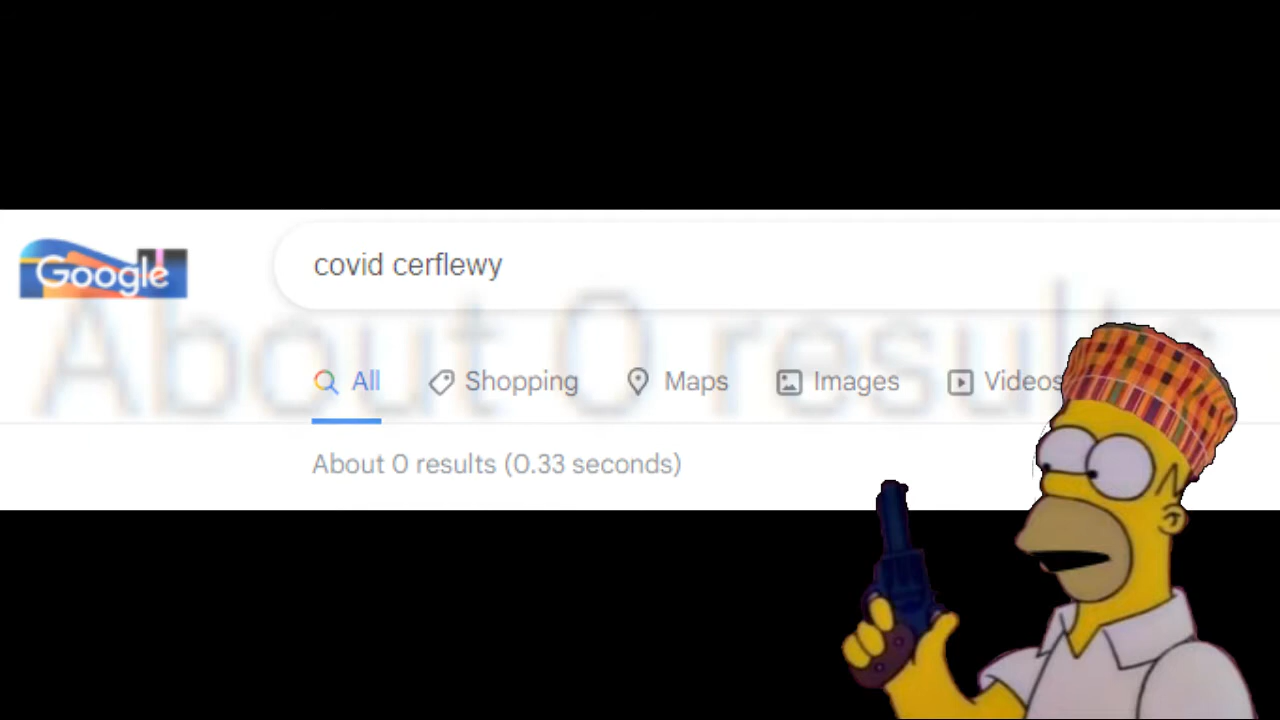 Google
covid cerflewy
About 0 results
All Shopping Maps Images Videos
About 0 results (0.33 seconds)